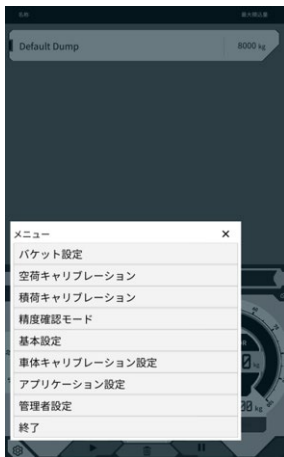 名称
最大積込量
Default Dump
8000 kg
メニュー
×
バケット設定
空荷キャリブレーション
積荷キャリブレーション
精度確認モード
基本設定
車体キャリブレーション設定
アプリケーション設定
管理者設定
終了
kg